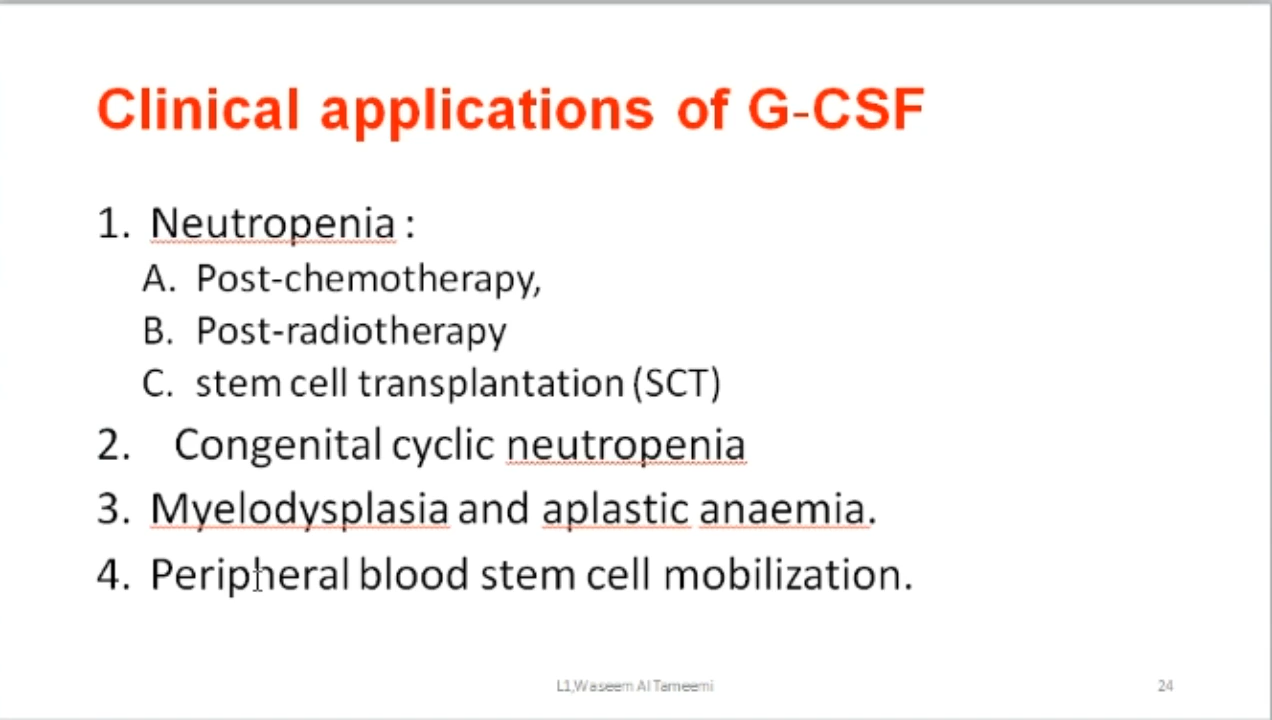 Clinical applications of G-CSF
1. Neutropenia :
A. Post-chemotherapy,
B. Post-radiotherapy
C. stem cell transplantation (SCT)
2. Congenital cyclic neutropenia
3. Myelodysplasia and aplastic anaemia.
4. Peripheral blood stem cell mobilization.
L1,Waseem Al Tameemi
24